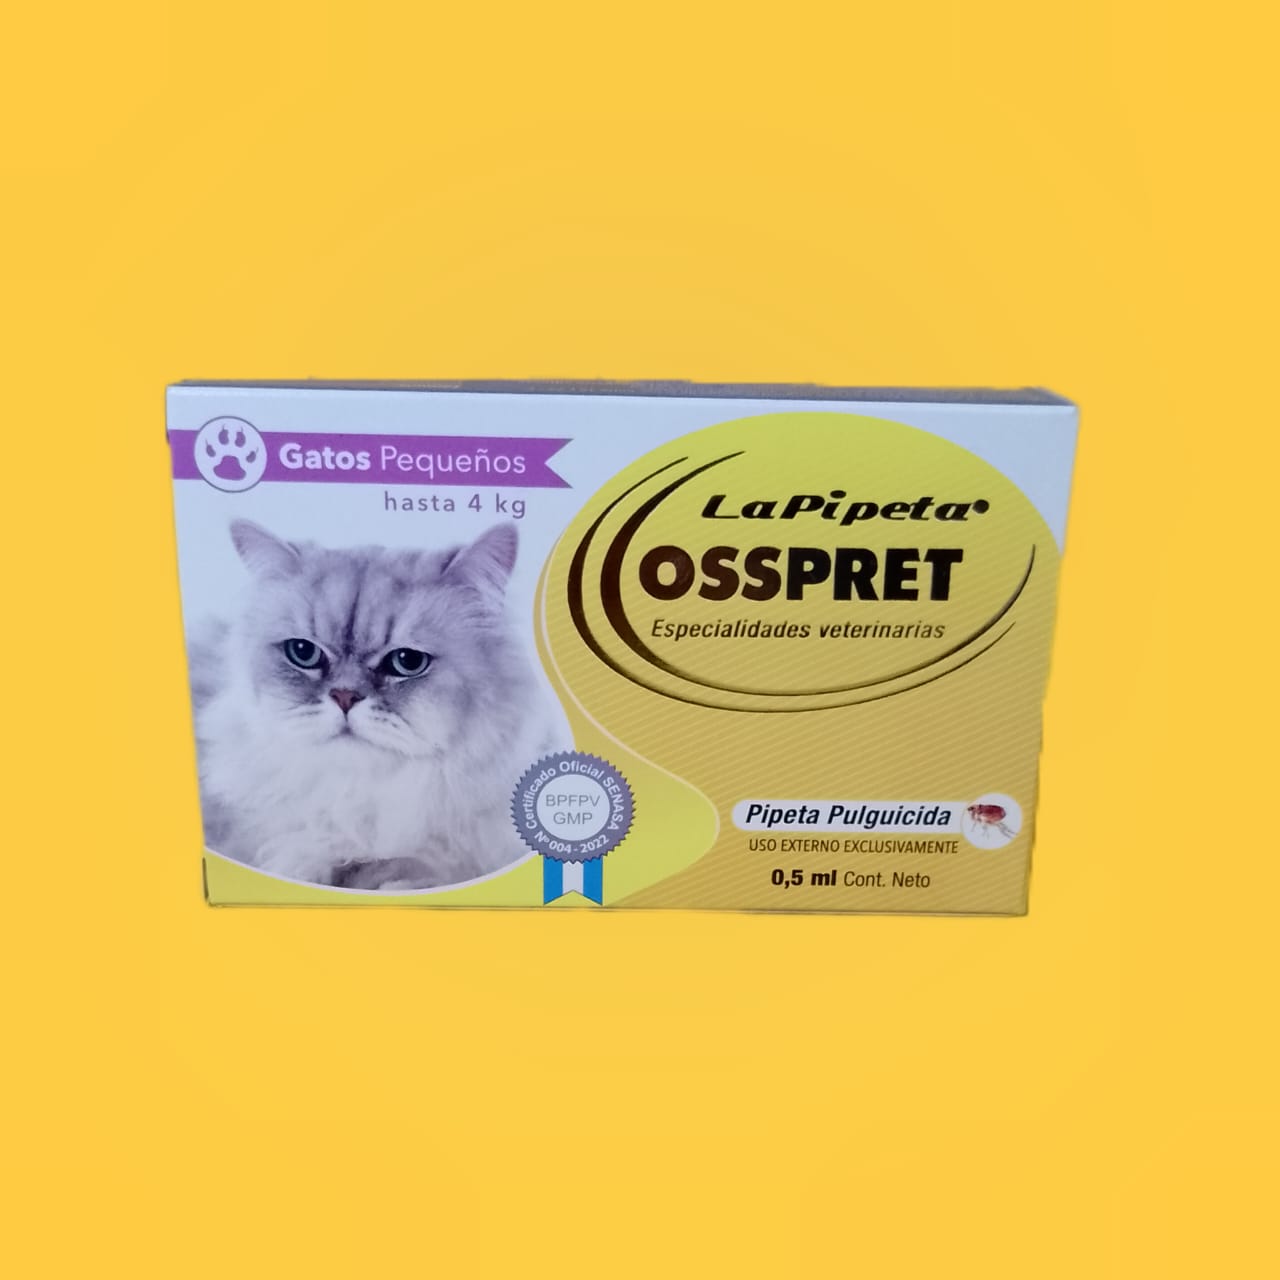 Gatos Pequeños
hasta 4 kg
LaPipeta
OSSPRET
Especialidades veterinarias
Certificado Oficial SENASA
BPFPV
GMP
Nº 004 - 2022
Pipeta Pulguicida
USO EXTERNO EXCLUSIVAMENTE
0,5 ml Cont. Neto